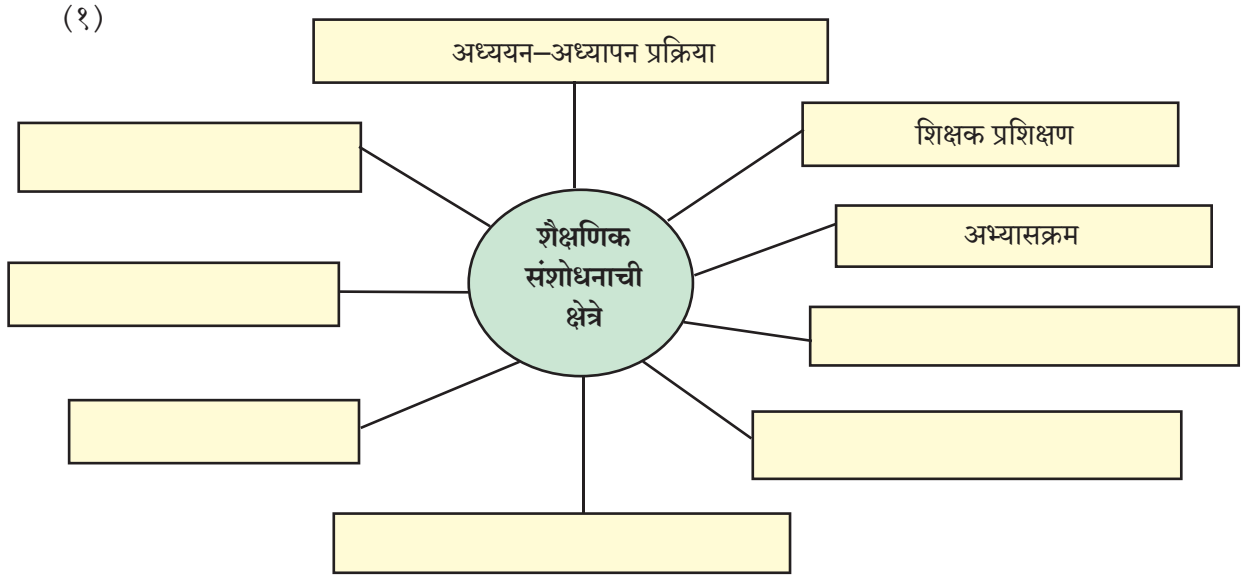 (१)
अध्ययन–अध्यापन प्रक्रिया
शिक्षक प्रशिक्षण
अभ्यासक्रम
शैक्षणिक
संशोधनाची
क्षेत्रे